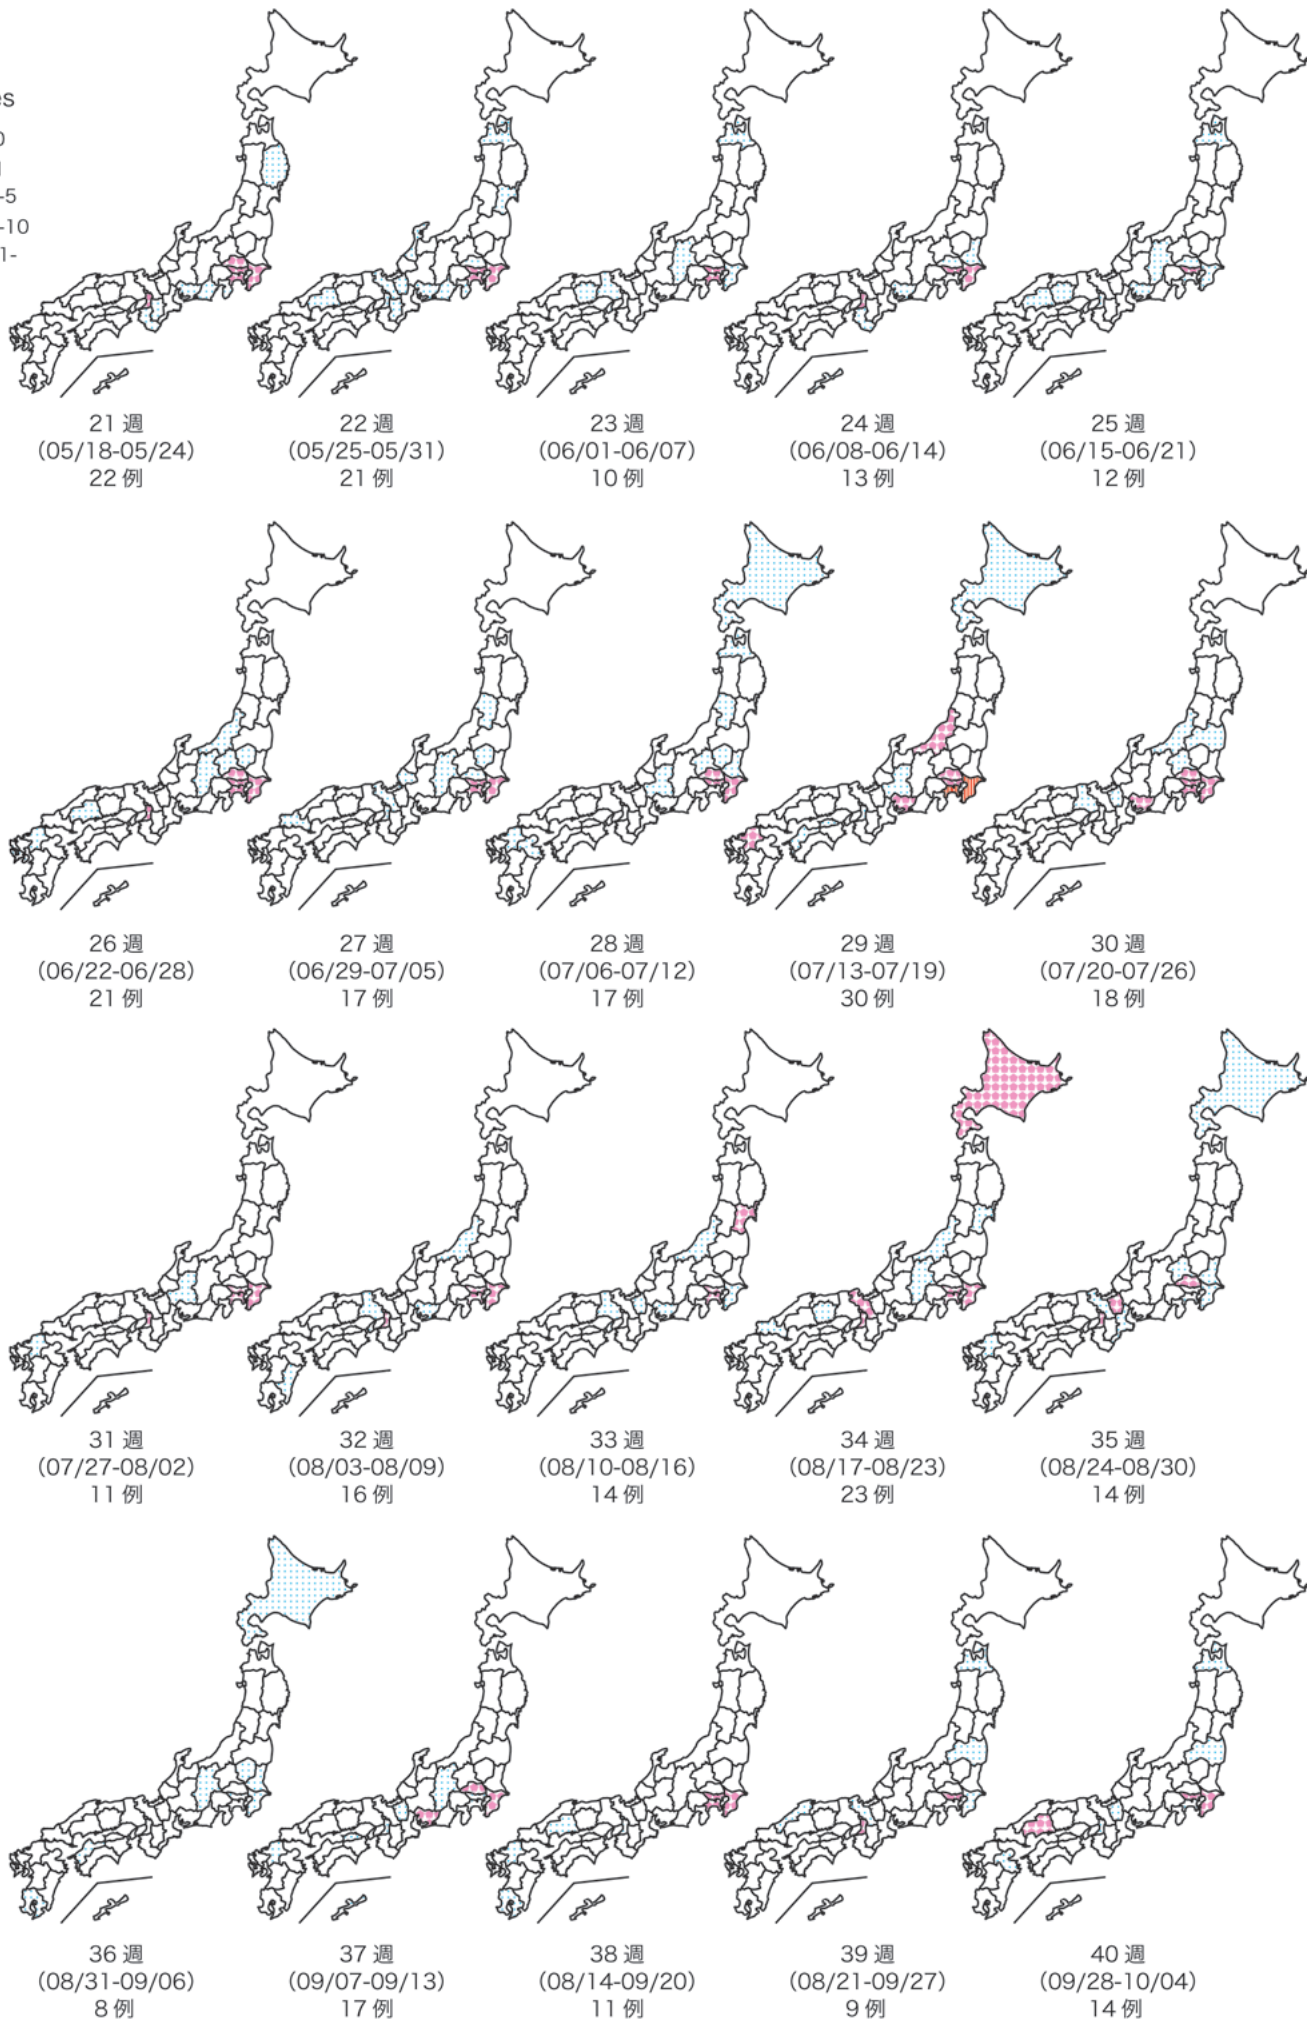 es
0
1
-5
-10
1-
21 週
(05/18-05/24)
22 例
22 週
(05/25-05/31)
21 例
23 週
(06/01-06/07)
10 例
24 週
(06/08-06/14)
13 例
25 週
(06/15-06/21)
12 例
26 週
(06/22-06/28)
21 例
27 週
(06/29-07/05)
17 例
28 週
(07/06-07/12)
17 例
29 週
(07/13-07/19)
30 例
30 週
(07/20-07/26)
18 例
31 週
(07/27-08/02)
11 例
32 週
(08/03-08/09)
16 例
33 週
(08/10-08/16)
14 例
34 週
(08/17-08/23)
23 例
35 週
(08/24-08/30)
14 例
36 週
(08/31-09/06)
8 例
37 週
(09/07-09/13)
17 例
38 週
(08/14-09/20)
11 例
39 週
(08/21-09/27)
9 例
40 週
(09/28-10/04)
14 例